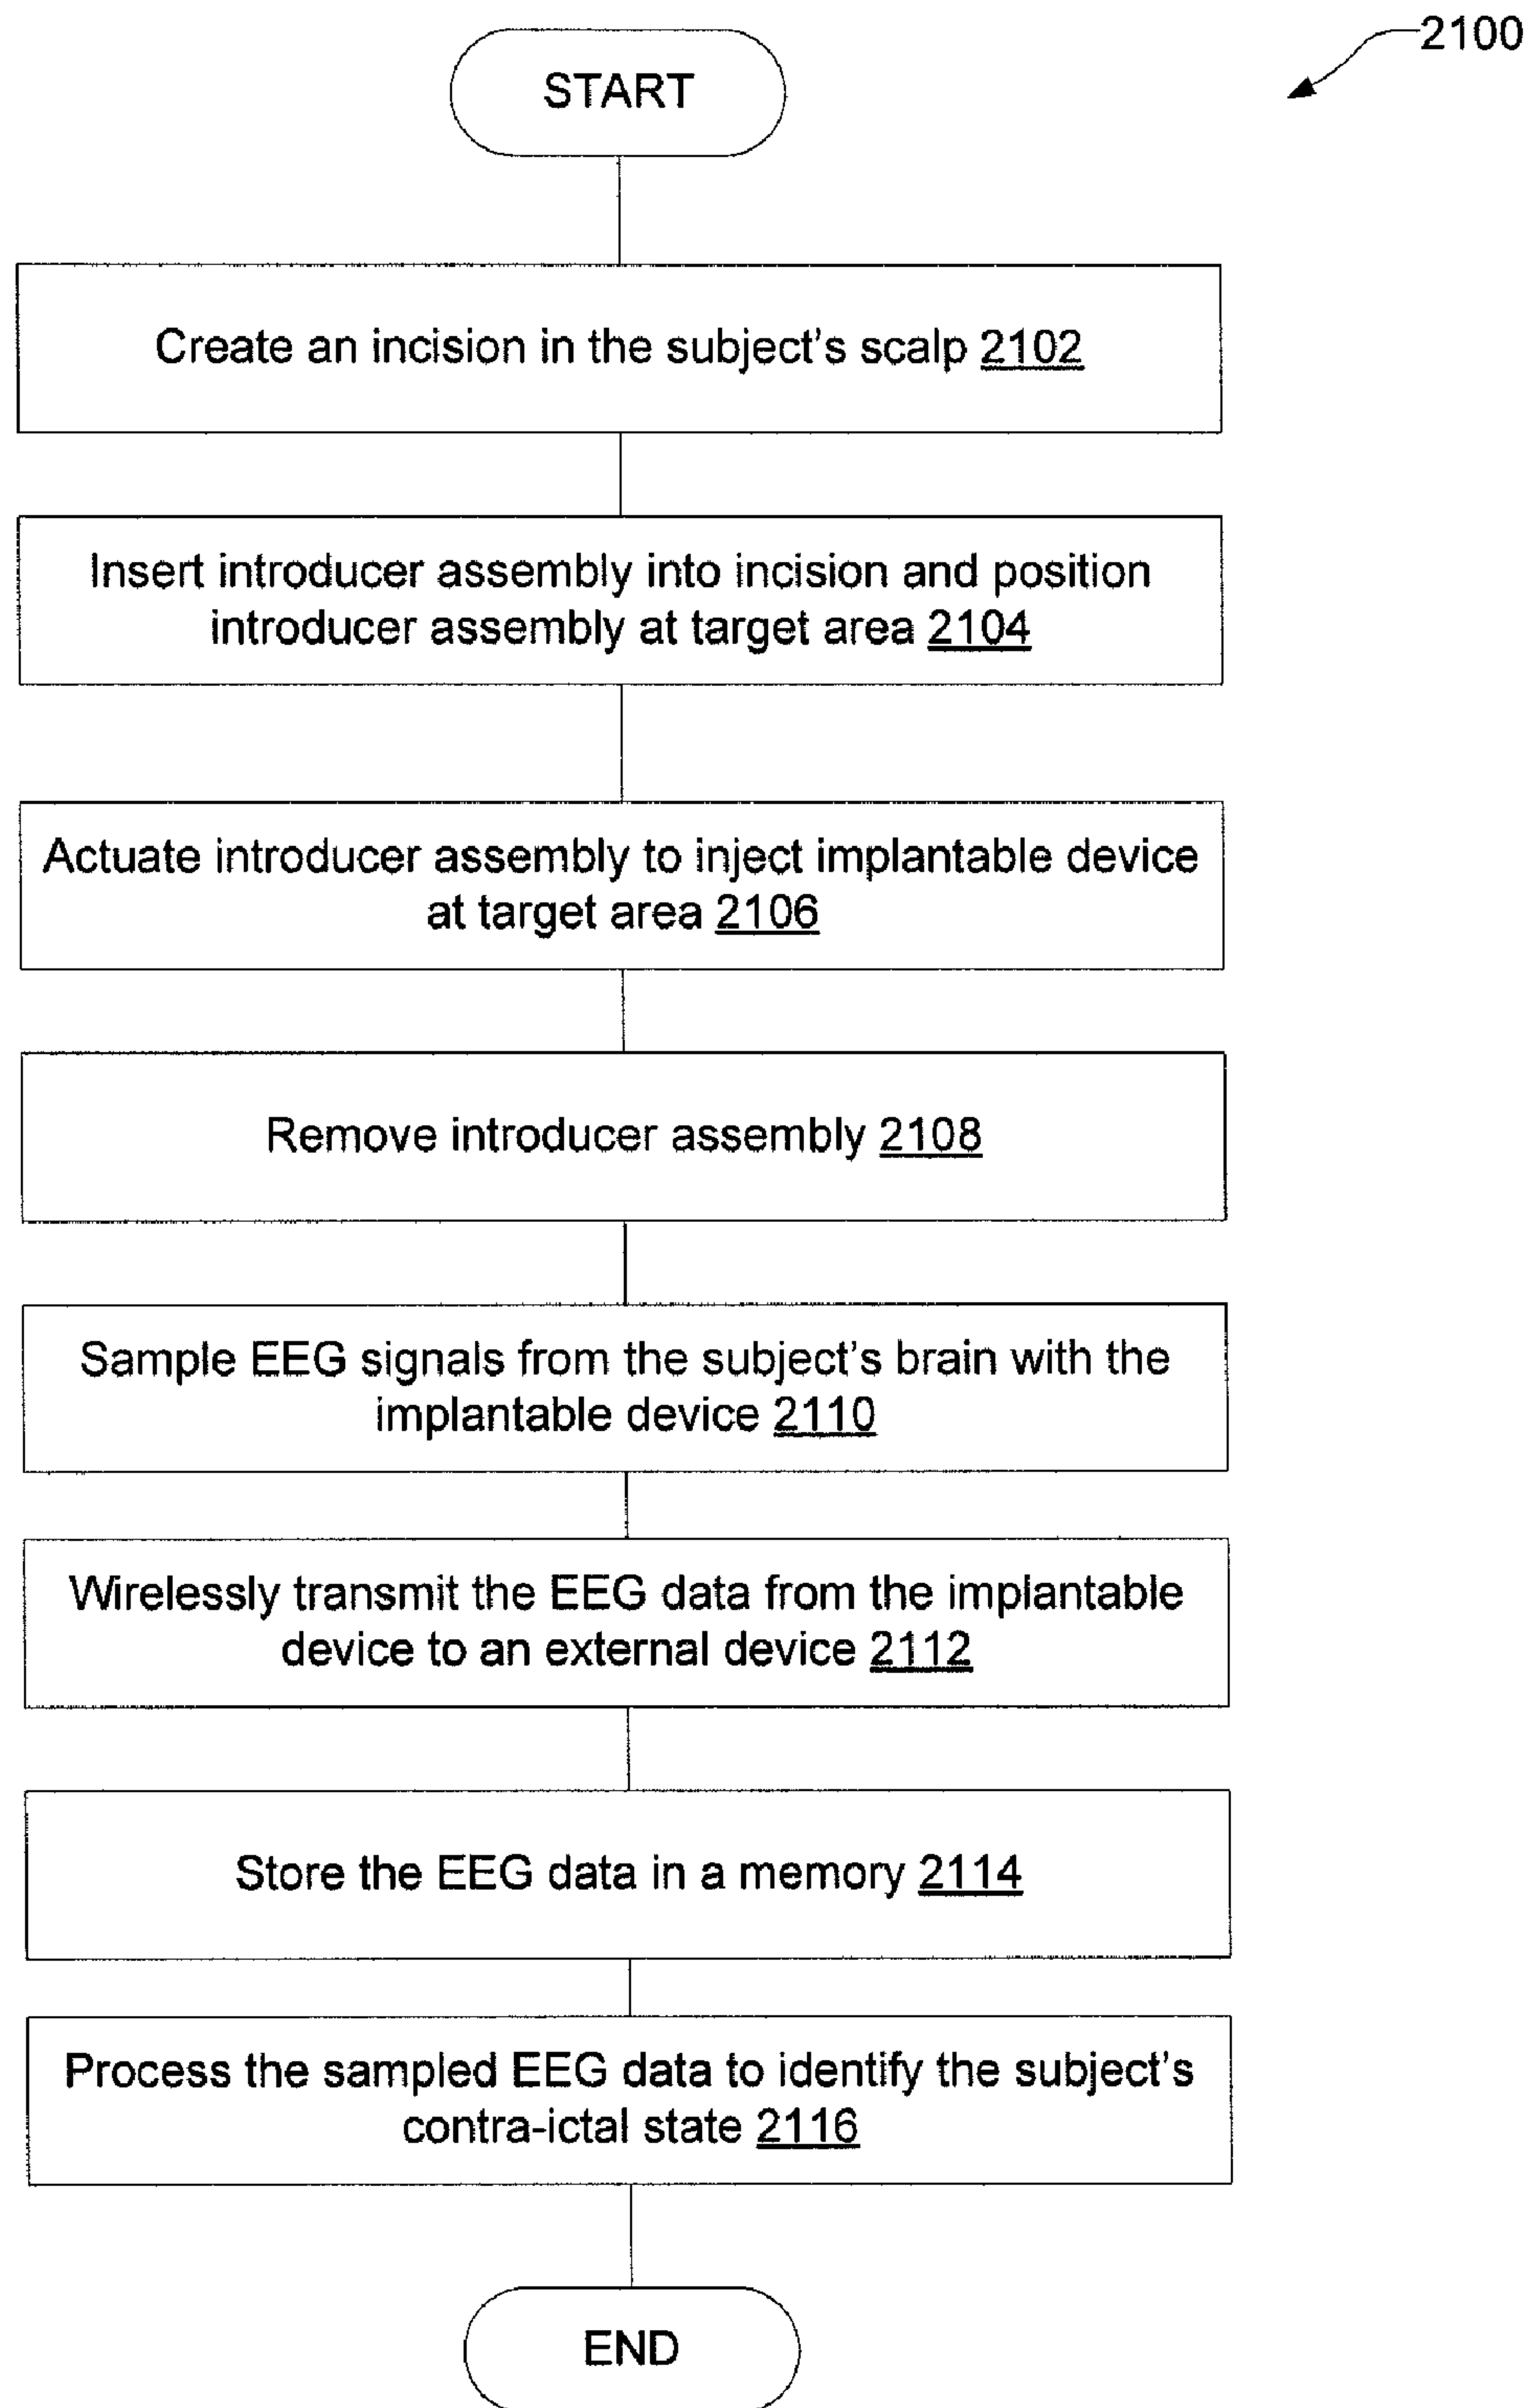 2100
START
Create an incision in the subject's scalp 2102
Insert introducer assembly into incision and position
introducer assembly at target area 2104
Actuate introducer assembly to inject implantable device
at target area 2106
Remove introducer assembly 2108
Sample EEG signals from the subject's brain with the
implantable device 2110
Wirelessly transmit the EEG data from the implantable
device to an external device 2112
Store the EEG data in a memory 2114
Process the sampled EEG data to identify the subject's
contra-ictal state 2116
END